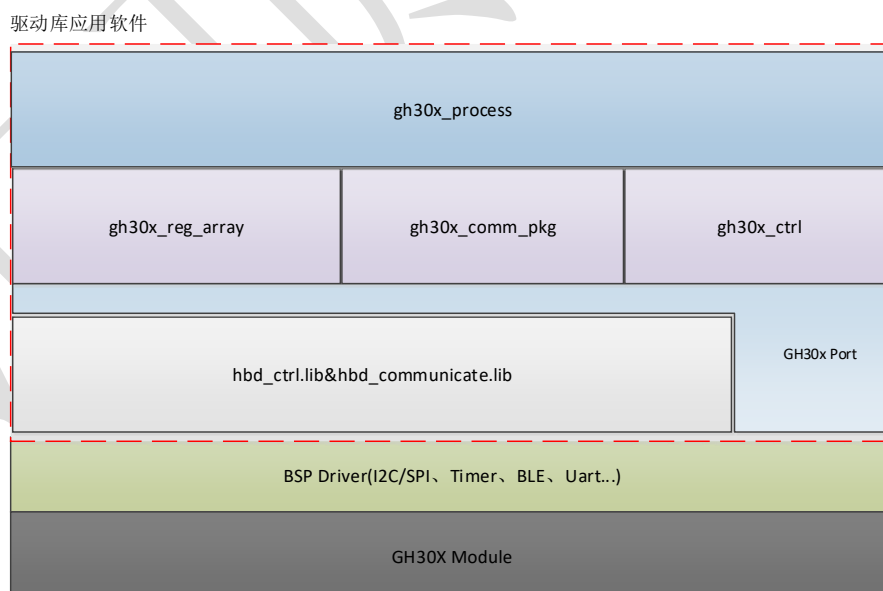 驱动库应用软件
gh30x_process
gh30x_reg_array
gh30x_comm_pkg
gh30x_ctrl
GH30x Port
hbd_ctrl.lib&hbd_communicate.lib
BSP Driver(I2C/SPI、Timer、BLE、Uart...)
GH30X Module